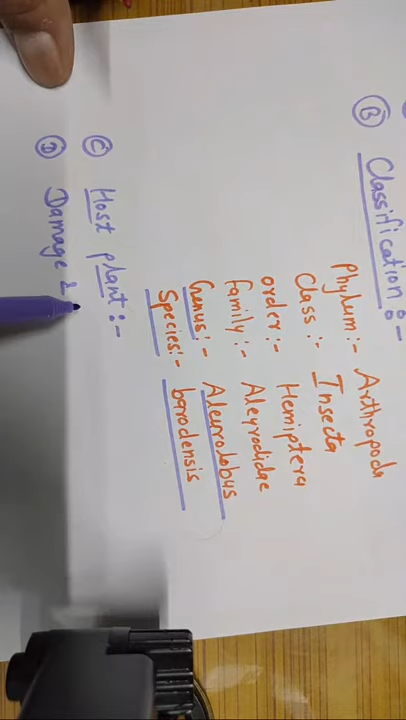 Ⓑ Classification :-
Phylum :- Arthropoda
Class :- Insecta
order :- Hemiptera
family :- Aleyrodidae
Genus :- Aleurolobus
Species :- barodensis
Ⓒ Host plant :-
Ⓓ Damage &